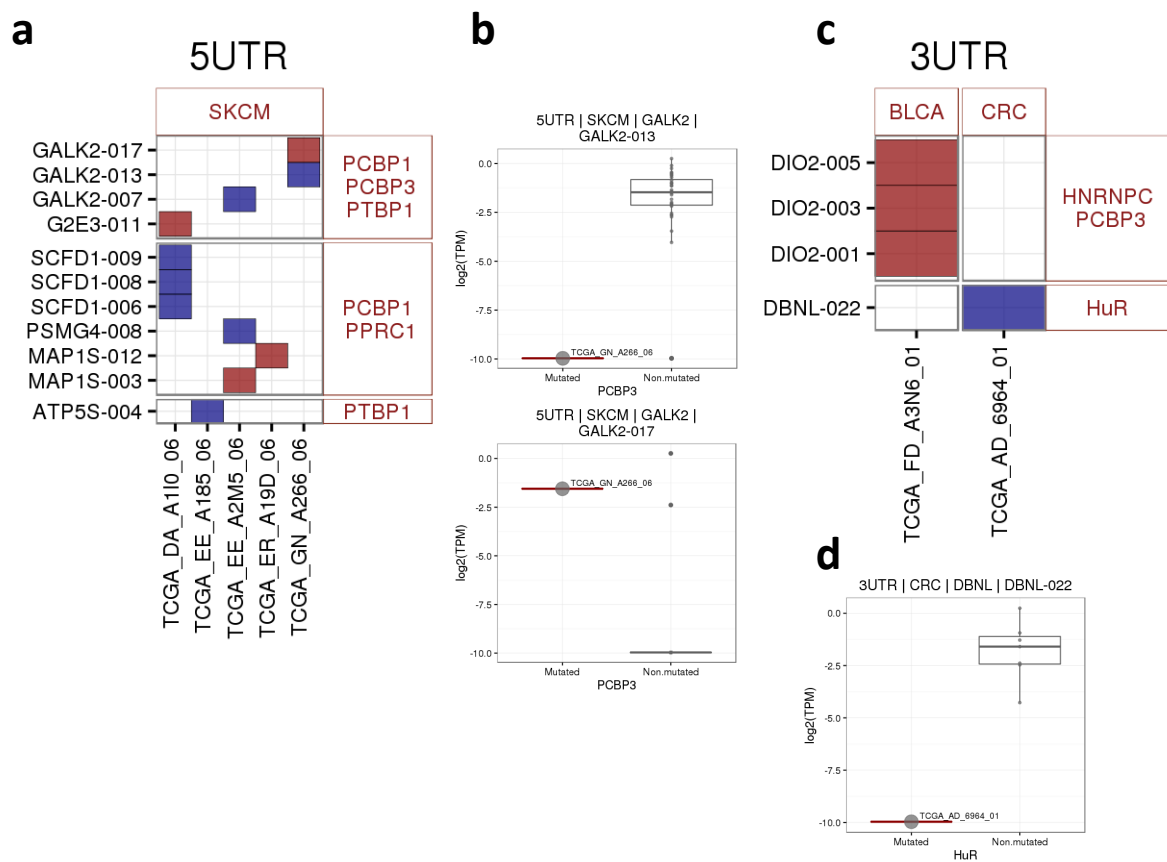 a
5UTR
SKCM
GALK2-017
GALK2-013
GALK2-007
G2E3-011
PCBP1
PCBP3
PTBP1
SCFD1-009
SCFD1-008
SCFD1-006
PSMG4-008
MAP1S-012
MAP1S-003
PCBP1
PPRC1
ATP5S-004
PTBP1
TCGA_DA_A1I0_06
TCGA_EE_A185_06
TCGA_EE_A2M5_06
TCGA_ER_A19D_06
TCGA_GN_A266_06
b
5UTR | SKCM | GALK2 |
GALK2-013
log2(TPM)
0.0
-2.5
-5.0
-7.5
-10.0
TCGA_GN_A266_06
Mutated
Non.mutated
PCBP3
5UTR | SKCM | GALK2 |
GALK2-017
log2(TPM)
0.0
-2.5
-5.0
-7.5
-10.0
TCGA_GN_A266_06
Mutated
Non.mutated
PCBP3
c
3UTR
BLCA
CRC
DIO2-005
DIO2-003
DIO2-001
HNRNPC
PCBP3
DBNL-022
HuR
TCGA_FD_A3N6_01
TCGA_AD_6964_01
d
3UTR | CRC | DBNL | DBNL-022
log2(TPM)
0.0
-2.5
-5.0
-7.5
-10.0
TCGA_AD_6964_01
Mutated
Non.mutated
HuR